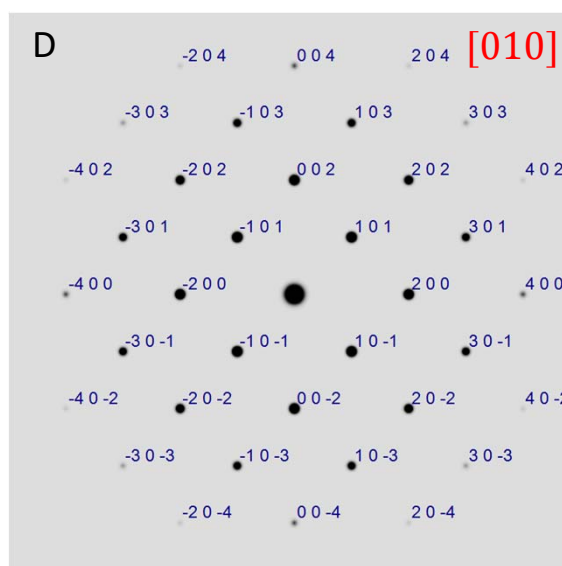 D
[010]
-2 0 4 0 0 4 2 0 4
-3 0 3 -1 0 3 1 0 3 3 0 3
-4 0 2 -2 0 2 0 0 2 2 0 2 4 0 2
-3 0 1 -1 0 1 1 0 1 3 0 1
-4 0 0 -2 0 0 2 0 0 4 0 0
-3 0 -1 -1 0 -1 1 0 -1 3 0 -1
-4 0 -2 -2 0 -2 0 0 -2 2 0 -2 4 0 -2
-3 0 -3 -1 0 -3 1 0 -3 3 0 -3
-2 0 -4 0 0 -4 2 0 -4